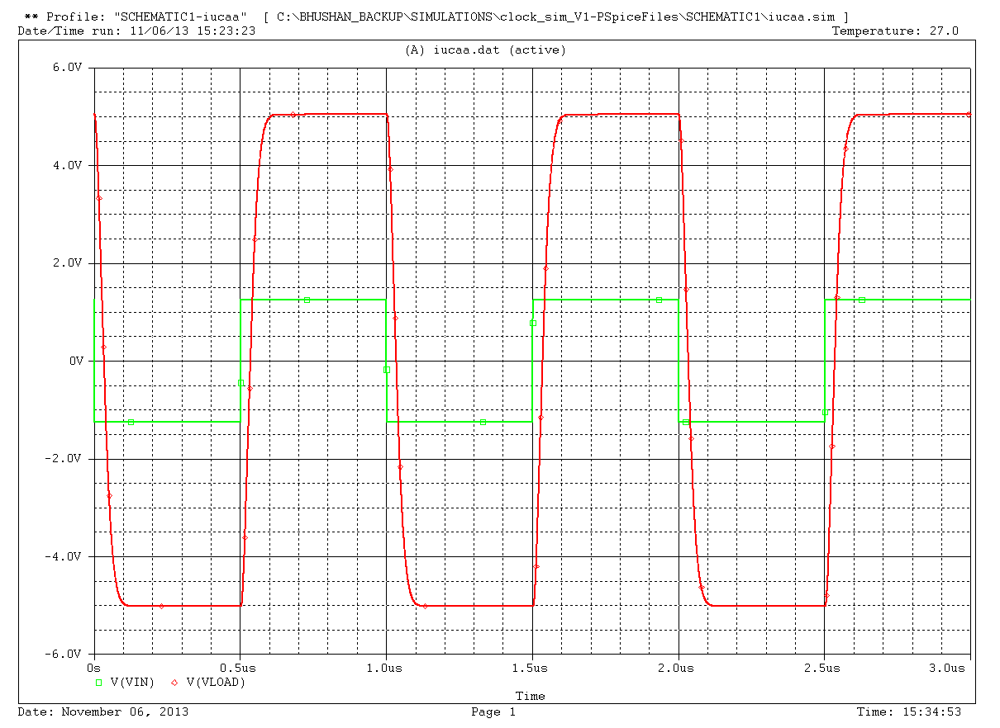 ** Profile: "SCHEMATIC1-iucaa"  [ C:\BHUSHAN_BACKUP\SIMULATIONS\clock_sim_V1-PSpiceFiles\SCHEMATIC1\iucaa.sim ]
Date/Time run: 11/06/13 15:23:23 Temperature: 27.0
(A) iucaa.dat (active)
6.0V
4.0V
2.0V
0V
-2.0V
-4.0V
-6.0V
0s 0.5us 1.0us 1.5us 2.0us 2.5us 3.0us
V(VIN) V(VLOAD)
Time
Date: November 06, 2013 Page 1 Time: 15:34:53